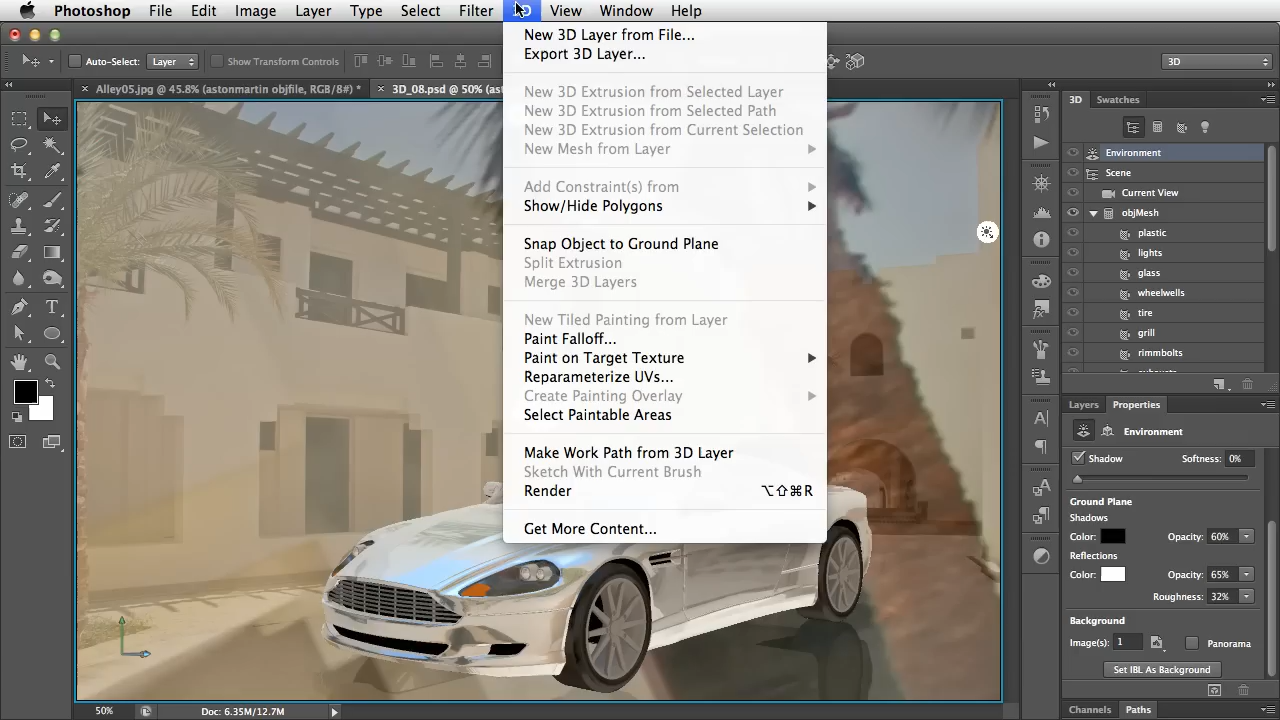 Photoshop File Edit Image Layer Type Select Filter 3D View Window Help
Auto-Select: Layer Show Transform Controls 3D
Alley05.jpg @ 45.8% (astonmartin objfile, RGB/8#) * 3D_08.psd @ 50%
New 3D Layer from File...
Export 3D Layer...
New 3D Extrusion from Selected Layer
New 3D Extrusion from Selected Path
New 3D Extrusion from Current Selection
New Mesh from Layer
Add Constraint(s) from
Show/Hide Polygons
Snap Object to Ground Plane
Split Extrusion
Merge 3D Layers
New Tiled Painting from Layer
Paint Falloff...
Paint on Target Texture
Reparameterize UVs...
Create Painting Overlay
Select Paintable Areas
Make Work Path from 3D Layer
Sketch With Current Brush
Render ⌥⇧⌘R
Get More Content...
3D Swatches
Environment
Scene
Current View
objMesh
plastic
lights
glass
wheelwells
tire
grill
rimmbolts
Layers Properties
Environment
Shadow Softness: 0%
Ground Plane
Shadows
Color: Opacity: 60%
Reflections
Color: Opacity: 65%
Roughness: 32%
Background
Image(s): 1 Panorama
Set IBL As Background
Channels Paths
50% Doc: 6.35M/12.7M